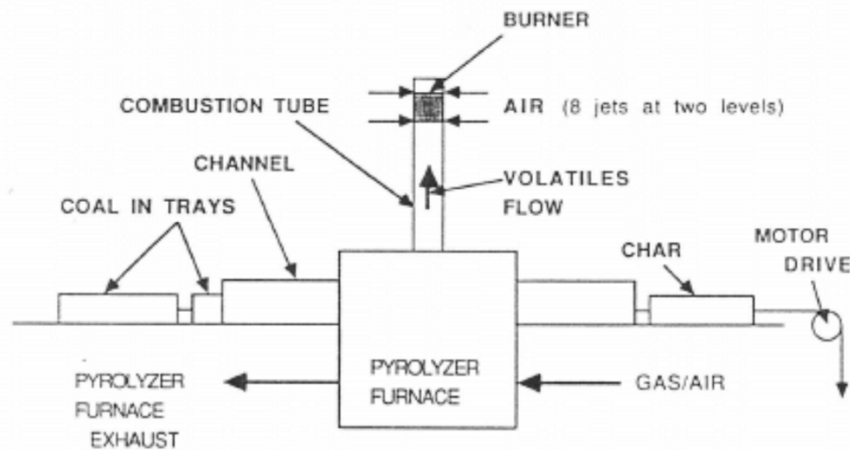 BURNER
COMBUSTION TUBE
AIR (8 jets at two levels)
CHANNEL
VOLATILES
FLOW
COAL IN TRAYS
CHAR
MOTOR
DRIVE
PYROLYZER
FURNACE
EXHAUST
PYROLYZER
FURNACE
GAS/AIR